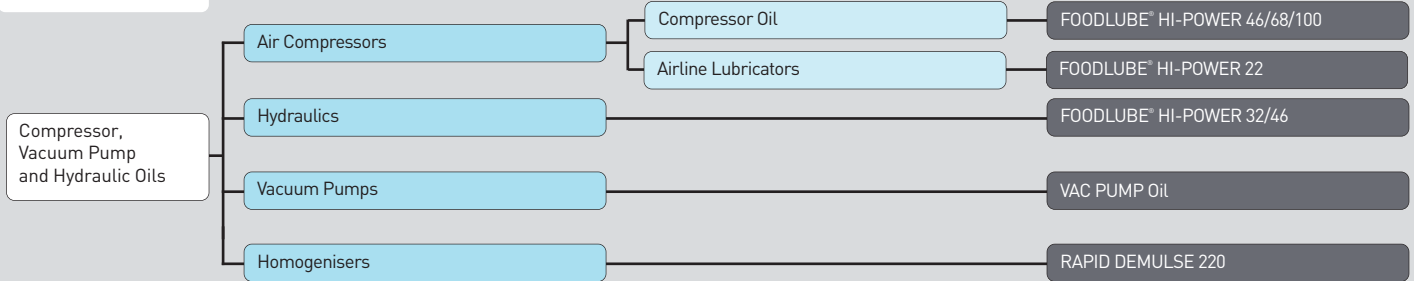 Compressor Oil
FOODLUBE® HI-POWER 46/68/100
Air Compressors
Airline Lubricators
FOODLUBE® HI-POWER 22
Hydraulics
FOODLUBE® HI-POWER 32/46
Compressor,
Vacuum Pump
and Hydraulic Oils
Vacuum Pumps
VAC PUMP Oil
Homogenisers
RAPID DEMULSE 220